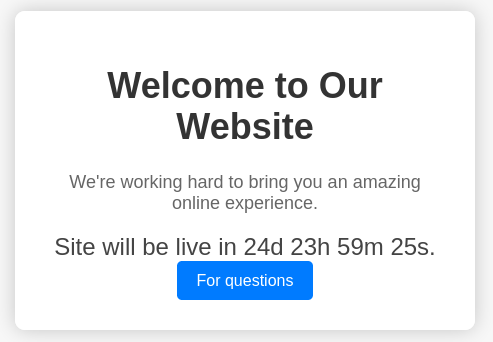 Welcome to Our
Website
We're working hard to bring you an amazing
online experience.
Site will be live in 24d 23h 59m 25s.
For questions